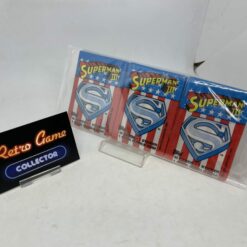 SUPERMAN
III
SUPERMAN
III
SUPERMAN
III
Retro Game
COLLECTOR